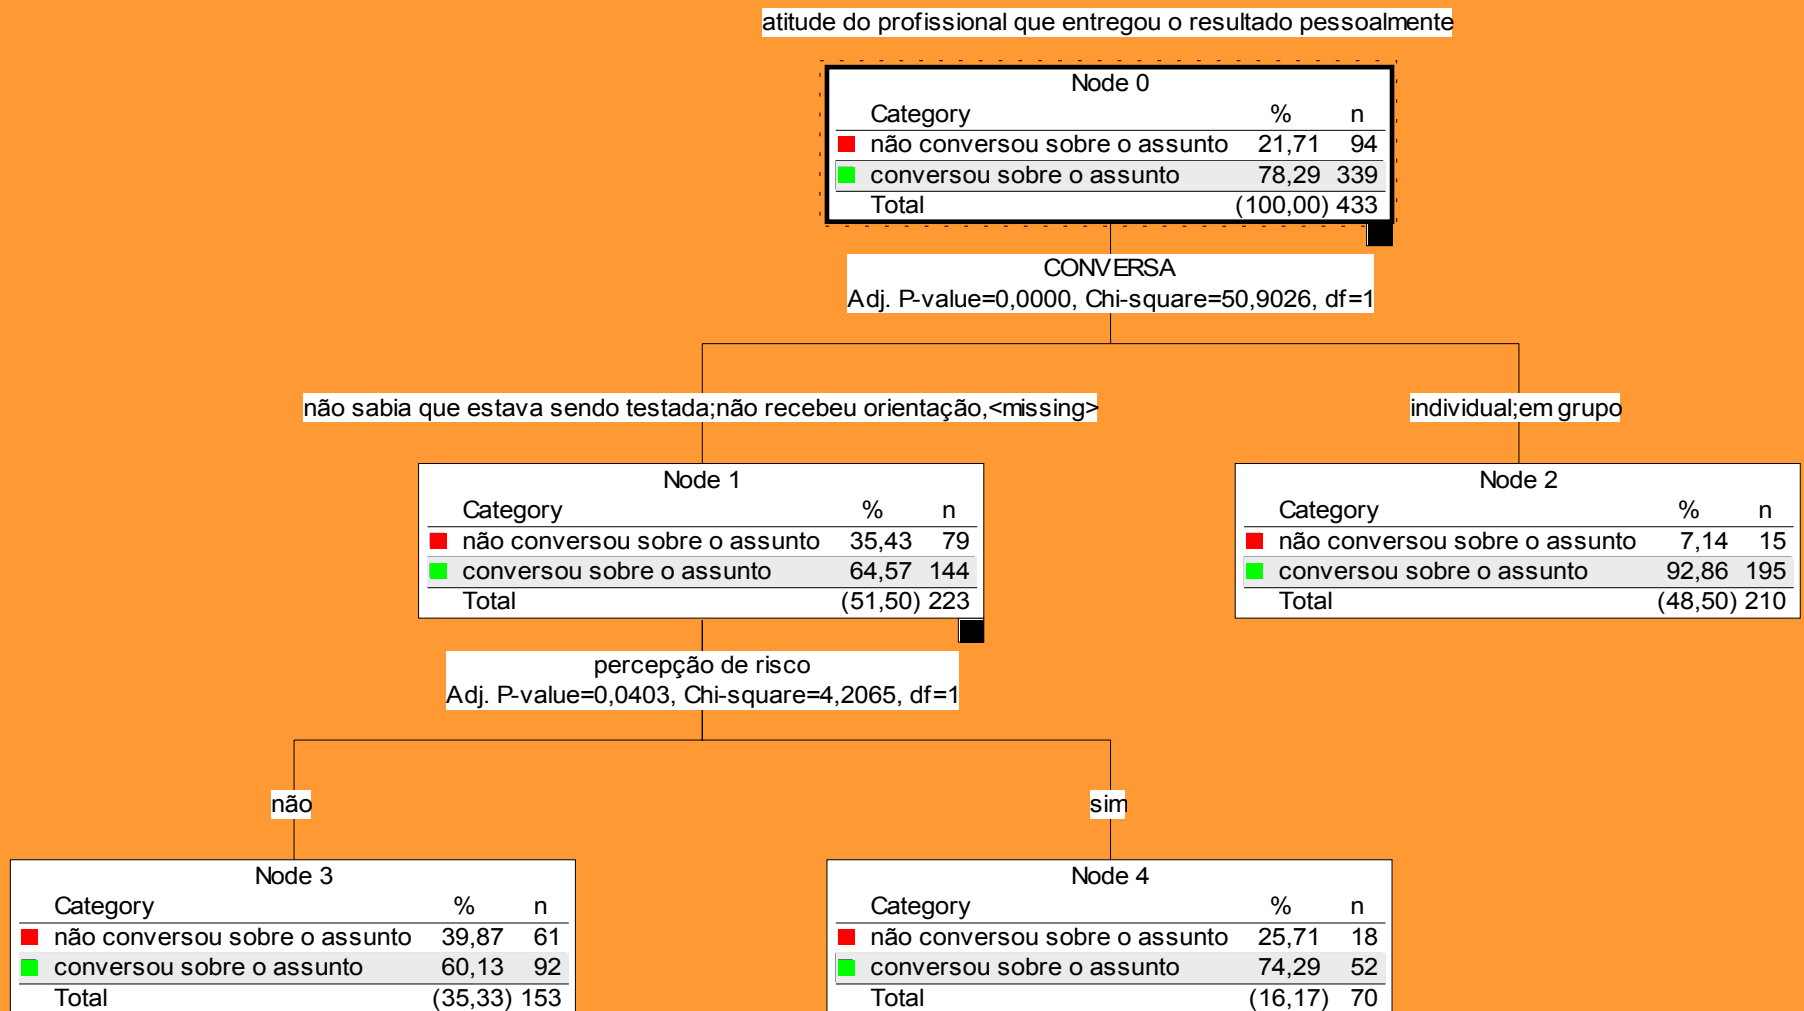 atitude do profissional que entregou o resultado pessoalmente
Node 0
Category % n
não conversou sobre o assunto 21,71 94
conversou sobre o assunto 78,29 339
Total (100,00) 433
CONVERSA
Adj. P-value=0,0000, Chi-square=50,9026, df=1
não sabia que estava sendo testada;não recebeu orientação,<missing>
individual;em grupo
Node 1
Category % n
não conversou sobre o assunto 35,43 79
conversou sobre o assunto 64,57 144
Total (51,50) 223
Node 2
Category % n
não conversou sobre o assunto 7,14 15
conversou sobre o assunto 92,86 195
Total (48,50) 210
percepção de risco
Adj. P-value=0,0403, Chi-square=4,2065, df=1
não
sim
Node 3
Category % n
não conversou sobre o assunto 39,87 61
conversou sobre o assunto 60,13 92
Total (35,33) 153
Node 4
Category % n
não conversou sobre o assunto 25,71 18
conversou sobre o assunto 74,29 52
Total (16,17) 70